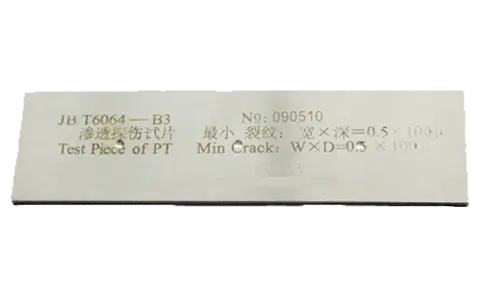 JB T6064—B3 No: 090510
渗透探伤试片 最小 裂纹: 宽×深=0.5×100μ
Test Piece of PT Min Crack: W×D=0.5×100μ